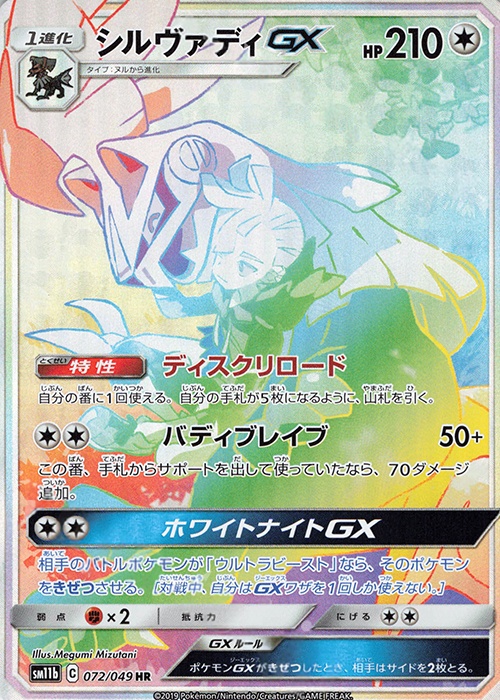 1進化
シルヴァディGX
HP 210
タイプ：ヌルから進化
とくせい
特性 ディスクリロード
自分の番に1回使える。自分の手札が5枚になるように、山札を引く。
バディブレイブ 50+
この番、手札からサポートを出して使っていたなら、70ダメージ
追加。
ホワイトナイトGX
相手のバトルポケモンが「ウルトラビースト」なら、そのポケモン
をきぜつさせる。[対戦中、自分はGXワザを1回しか使えない。]
弱点 ×2 抵抗力 にげる
Illus.Megumi Mizutani
GXルール
sm11b C 072/049 HR
ポケモンGXがきぜつしたとき、相手はサイドを2枚とる。
©2019 Pokémon/Nintendo/Creatures/GAME FREAK.